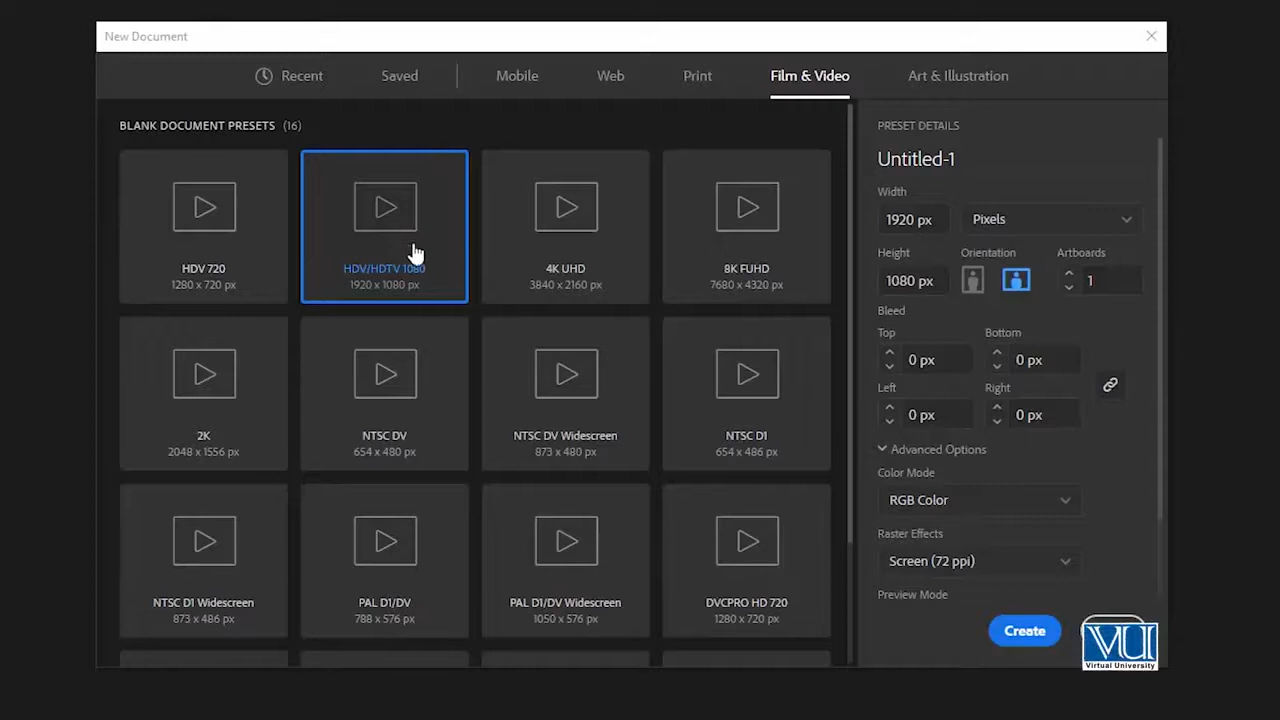 New Document
Recent Saved Mobile Web Print Film & Video Art & Illustration
BLANK DOCUMENT PRESETS (16)
HDV 720
1280 x 720 px
HDV/HDTV 1080
1920 x 1080 px
4K UHD
3840 x 2160 px
8K FUHD
7680 x 4320 px
2K
2048 x 1556 px
NTSC DV
654 x 480 px
NTSC DV Widescreen
873 x 480 px
NTSC D1
654 x 486 px
NTSC D1 Widescreen
873 x 486 px
PAL D1/DV
788 x 576 px
PAL D1/DV Widescreen
1050 x 576 px
DVCPRO HD 720
1280 x 720 px
PRESET DETAILS
Untitled-1
Width
1920 px Pixels
Height Orientation Artboards
1080 px 1
Bleed
Top Bottom
0 px 0 px
Left Right
0 px 0 px
Advanced Options
Color Mode
RGB Color
Raster Effects
Screen (72 ppi)
Preview Mode
Create
VU
Virtual University